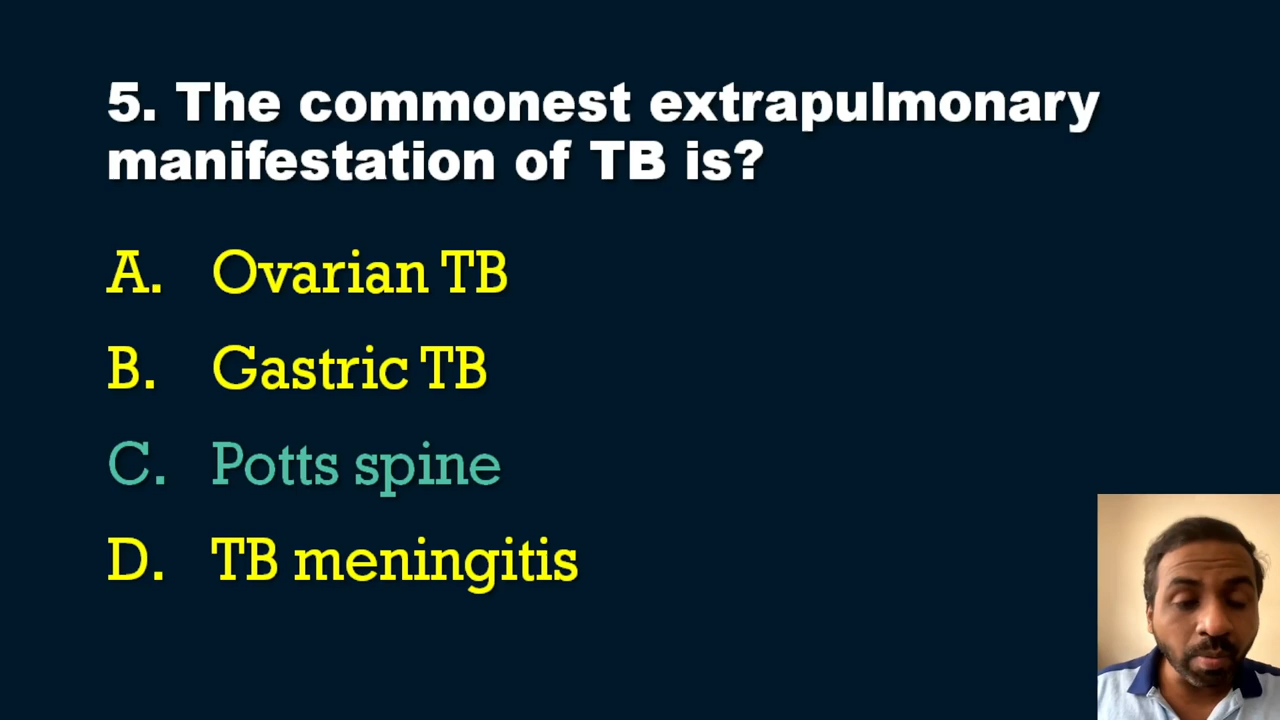 5. The commonest extrapulmonary
manifestation of TB is?
A. Ovarian TB
B. Gastric TB
C. Potts spine
D. TB meningitis